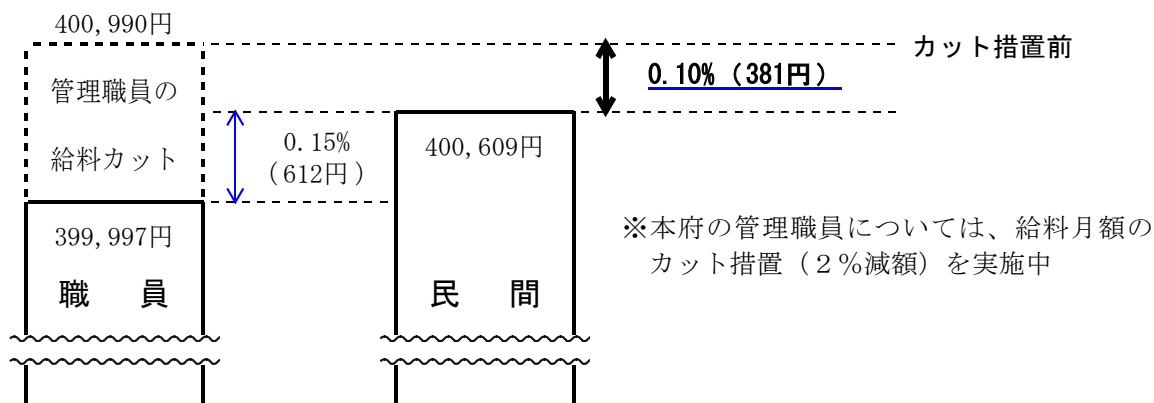 400,990円
カット措置前
0.10%（381円）
管理職員の
給料カット
0.15%
（612円）
400,609円
399,997円
職　員
民　間
※本府の管理職員については、給料月額の
カット措置（２％減額）を実施中